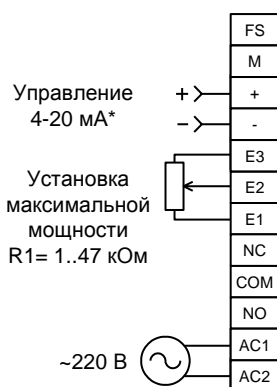 FS
M
Управление
4-20 мА*
+
+
-
-
E3
E2
E1
Установка
максимальной
мощности
R1= 1..47 кОм
NC
COM
NO
~220 В
AC1
AC2